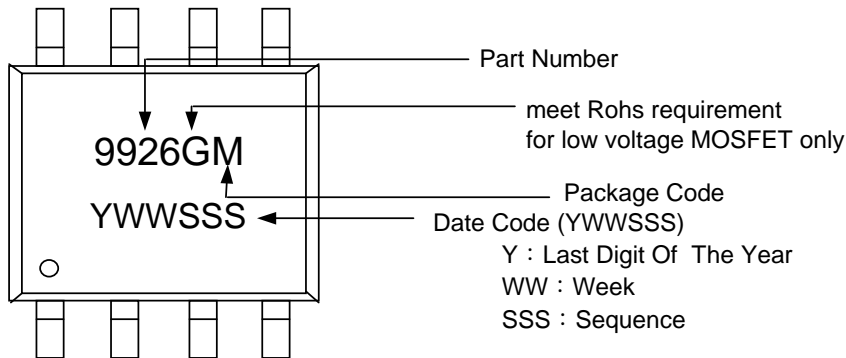 Part Number
meet Rohs requirement
for low voltage MOSFET only
9926GM
Package Code
YWWSSS
Date Code (YWWSSS)
Y：Last Digit Of The Year
WW：Week
SSS：Sequence